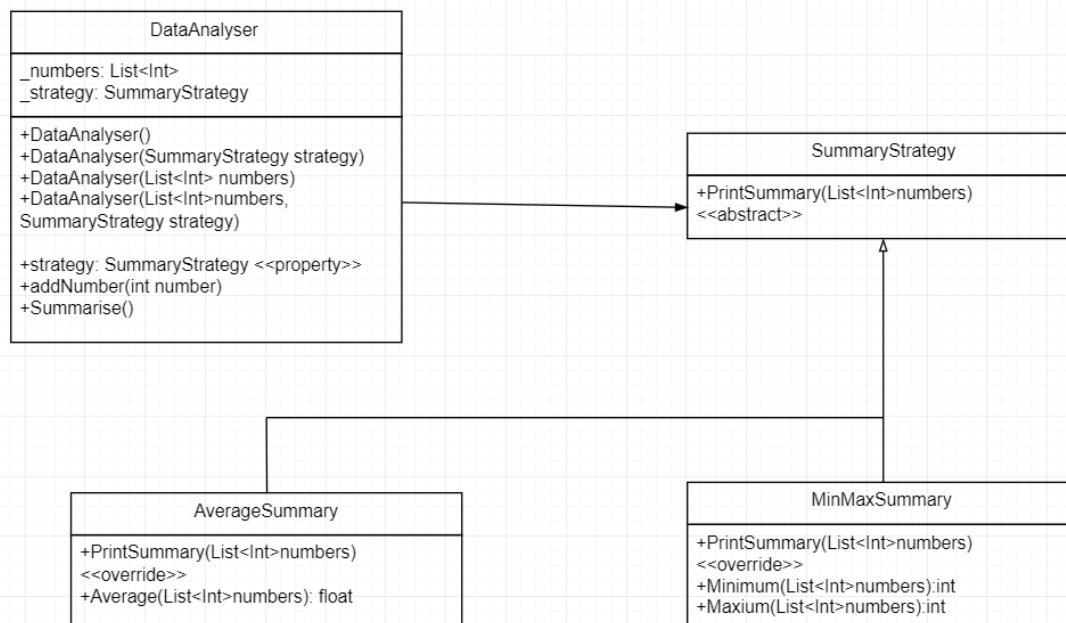 DataAnalyser
_numbers: List<Int>
_strategy: SummaryStrategy
+DataAnalyser()
+DataAnalyser(SummaryStrategy strategy)
+DataAnalyser(List<Int> numbers)
+DataAnalyser(List<Int>numbers,
SummaryStrategy strategy)
+strategy: SummaryStrategy <<property>>
+addNumber(int number)
+Summarise()
SummaryStrategy
+PrintSummary(List<Int>numbers)
<<abstract>>
AverageSummary
+PrintSummary(List<Int>numbers)
<<override>>
+Average(List<Int>numbers): float
MinMaxSummary
+PrintSummary(List<Int>numbers)
<<override>>
+Minimum(List<Int>numbers):int
+Maxium(List<Int>numbers):int